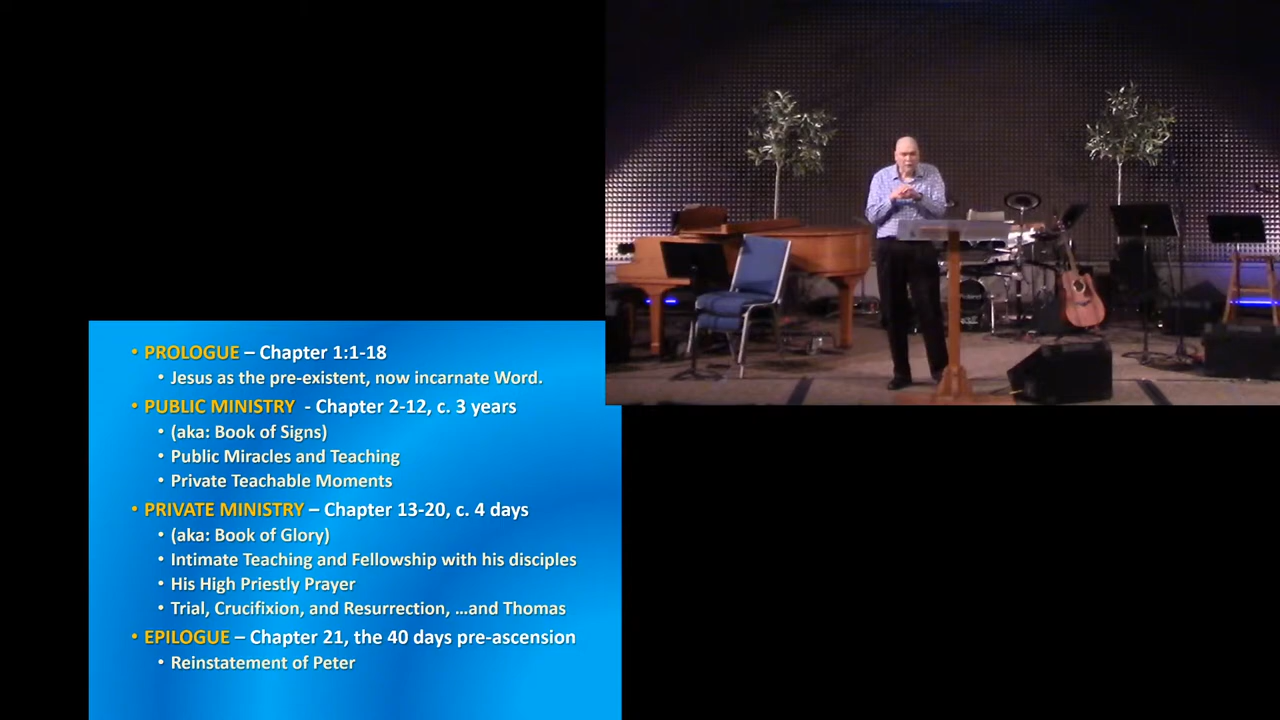 • PROLOGUE – Chapter 1:1-18
• Jesus as the pre-existent, now incarnate Word.
• PUBLIC MINISTRY - Chapter 2-12, c. 3 years
• (aka: Book of Signs)
• Public Miracles and Teaching
• Private Teachable Moments
• PRIVATE MINISTRY – Chapter 13-20, c. 4 days
• (aka: Book of Glory)
• Intimate Teaching and Fellowship with his disciples
• His High Priestly Prayer
• Trial, Crucifixion, and Resurrection, …and Thomas
• EPILOGUE – Chapter 21, the 40 days pre-ascension
• Reinstatement of Peter
Roland